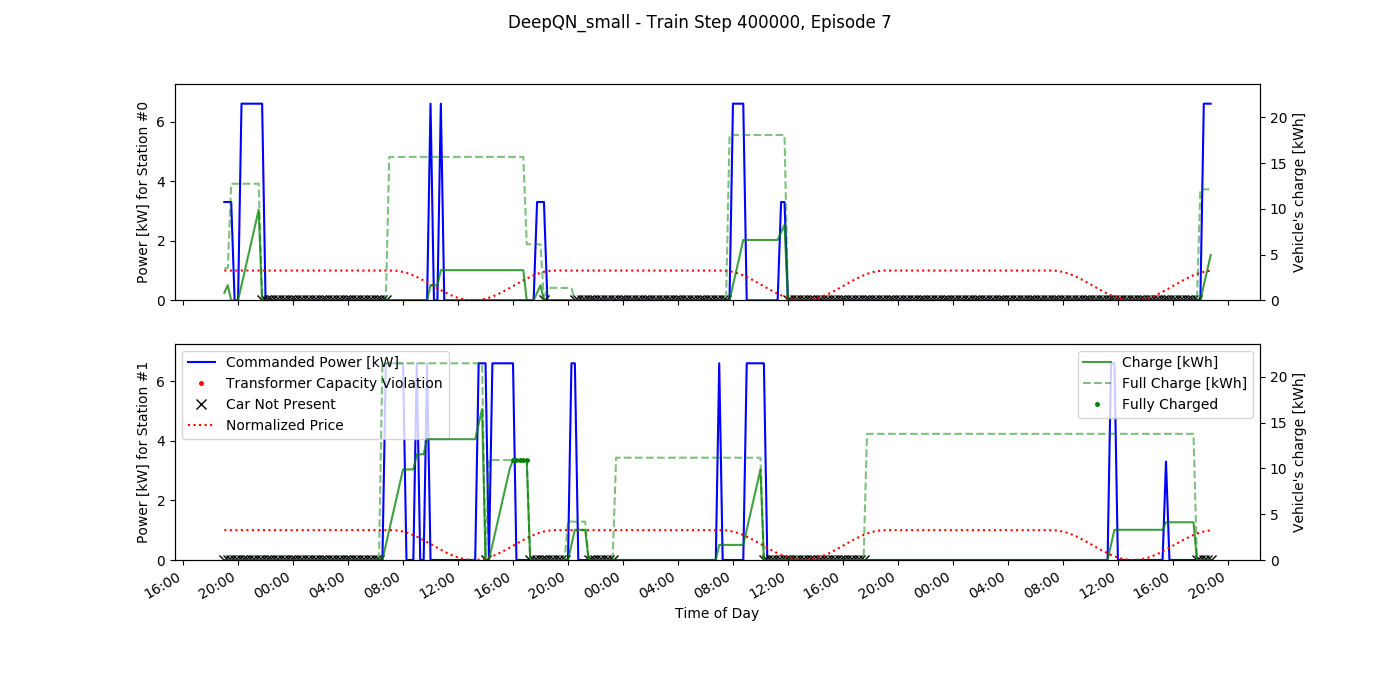 DeepQN_small - Train Step 400000, Episode 7
Power [kW] for Station #0
0
2
4
6
0
5
10
15
20
Vehicle's charge [kWh]
Power [kW] for Station #1
0
2
4
6
Commanded Power [kW]
Transformer Capacity Violation
Car Not Present
Normalized Price
Charge [kWh]
Full Charge [kWh]
Fully Charged
0
5
10
15
20
Vehicle's charge [kWh]
16:00 20:00 00:00 04:00 08:00 12:00 16:00 20:00 00:00 04:00 08:00 12:00 16:00 20:00 00:00 04:00 08:00 12:00 16:00 20:00
Time of Day